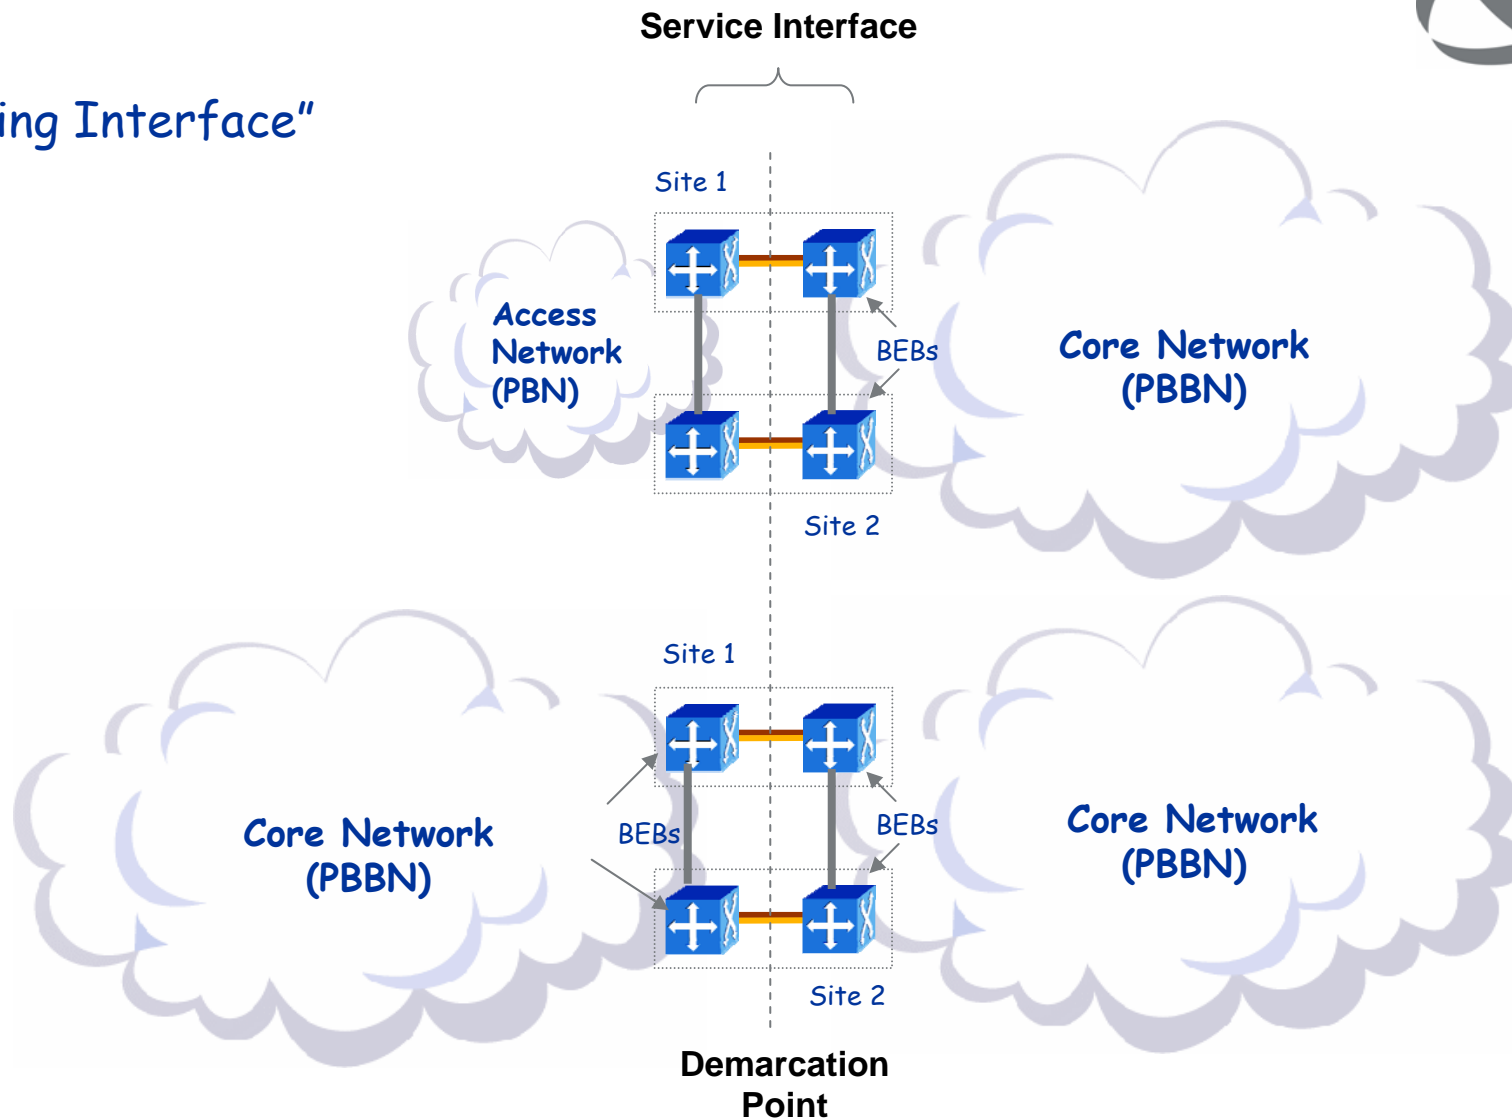 Service Interface
ing Interface”
Site 1
Access
Network
(PBN)
BEBs
Core Network
(PBBN)
Site 2
Site 1
Core Network
(PBBN)
BEBs
BEBs
Core Network
(PBBN)
Site 2
Demarcation
Point